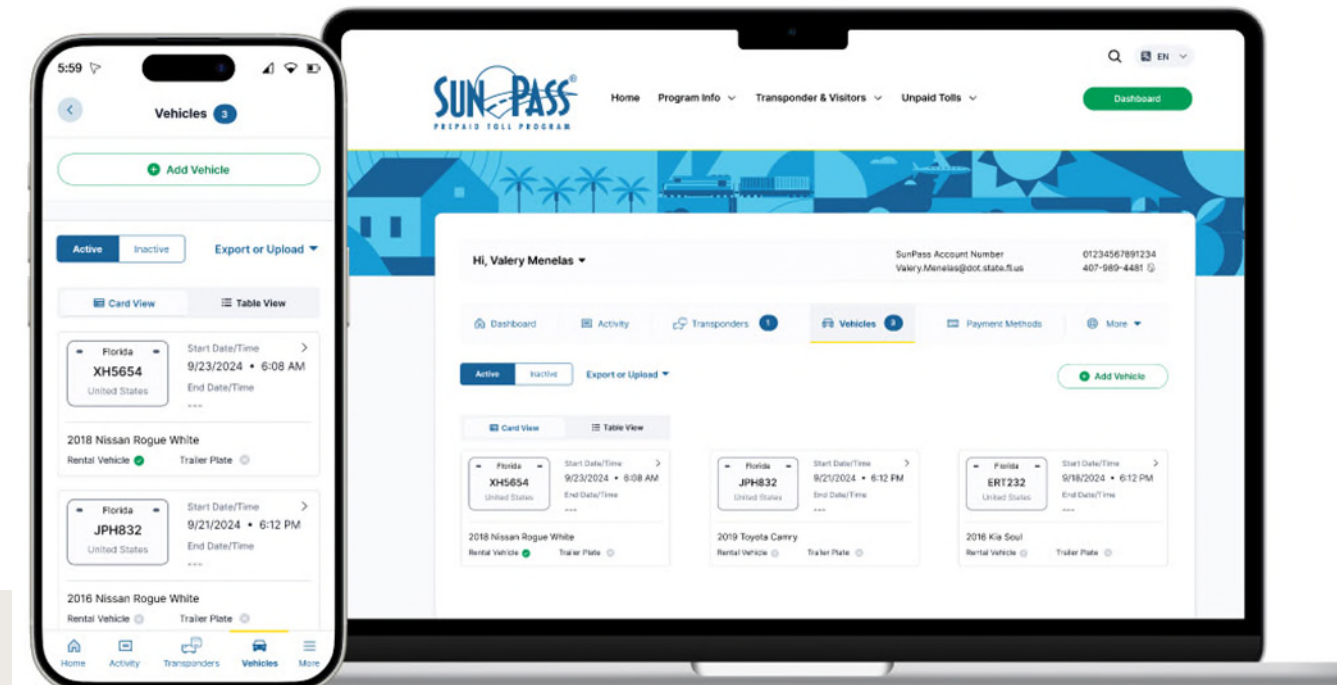 5:59
Vehicles 3
Add Vehicle
Active Inactive Export or Upload
Card View Table View
Florida
XH5654
United States
Start Date/Time
9/23/2024 • 6:08 AM
End Date/Time
---
2018 Nissan Rogue White
Rental Vehicle Trailer Plate
Florida
JPH832
United States
Start Date/Time
9/21/2024 • 6:12 PM
End Date/Time
---
2016 Nissan Rogue White
Rental Vehicle Trailer Plate
Home Activity Transponders Vehicles More
SUNPASS®
PREPAID TOLL PROGRAM
Home Program Info Transponder & Visitors Unpaid Tolls
EN
Dashboard
Hi, Valery Menelas
SunPass Account Number 01234567891234
Valery.Menelas@dot.state.fl.us 407-989-4481
Dashboard Activity Transponders 1 Vehicles 3 Payment Methods More
Active Inactive Export or Upload
Add Vehicle
Card View Table View
Florida
XH5654
United States
Start Date/Time
9/23/2024 • 6:08 AM
End Date/Time
---
2018 Nissan Rogue White
Rental Vehicle Trailer Plate
Florida
JPH832
United States
Start Date/Time
9/21/2024 • 6:12 PM
End Date/Time
---
2019 Toyota Camry
Rental Vehicle Trailer Plate
Florida
ERT232
United States
Start Date/Time
9/18/2024 • 6:12 PM
End Date/Time
---
2016 Kia Soul
Rental Vehicle Trailer Plate